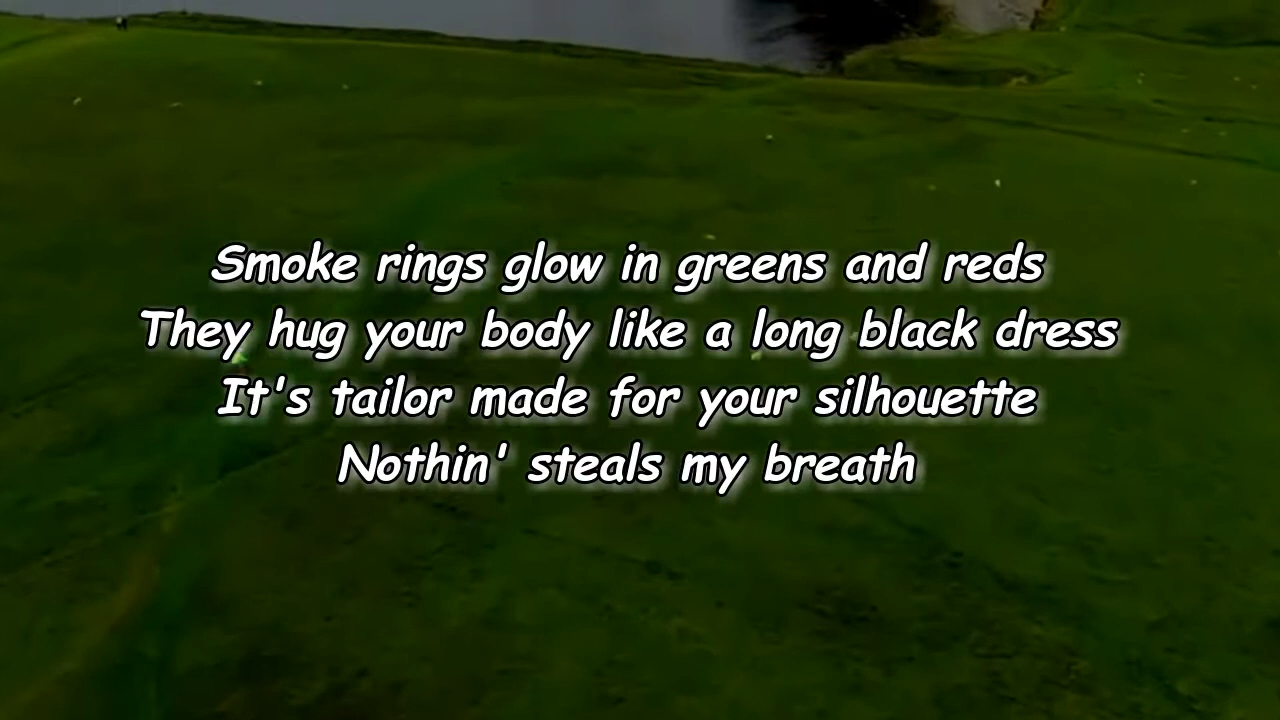 Smoke rings glow in greens and reds
They hug your body like a long black dress
It's tailor made for your silhouette
Nothin' steals my breath